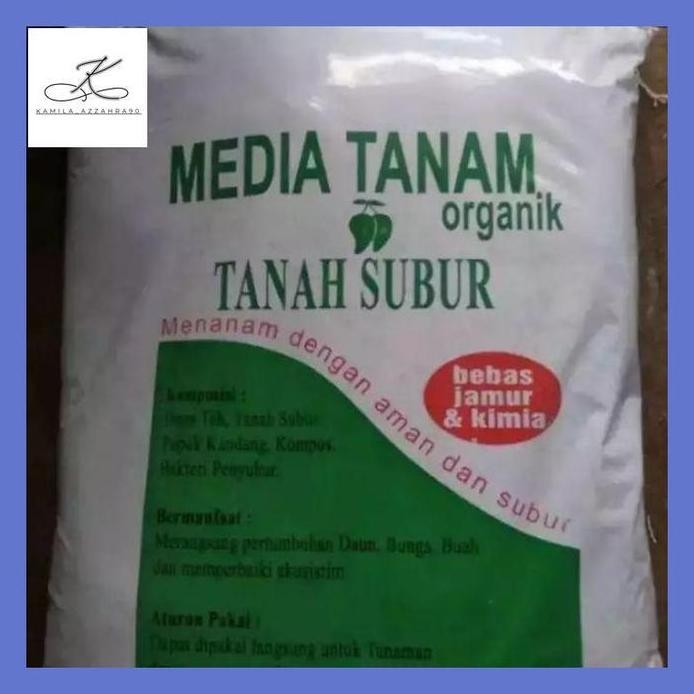 K
KAMILA_AZZAHRA90
MEDIA TANAM
organik
TANAH SUBUR
Menanam dengan aman dan subur
bebas
jamur
& kimia
Komposisi :
Daun Teh, Tanah Subur
Pupuk Kandang, Kompos,
Bakteri Penyubur.
Bermanfaat :
Merangsang pertumbuhan Daun, Bunga, Buah
dan memperbaiki ekosistim
Aturan Pakai :
Dapat dipakai langsung untuk Tanaman